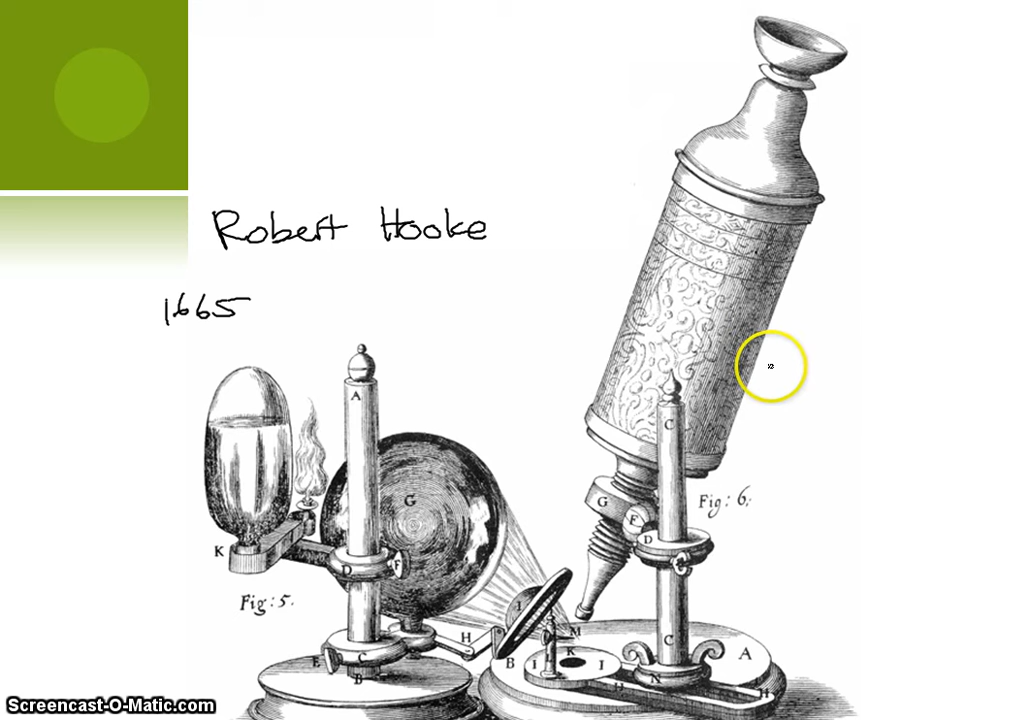 Robert Hooke
1665
A
C
G
G
F
Fig: 6.
D
K
D
F
Fig: 5.
I
M
H
C
K
L
B
I
I
A
E
C
B
N
H
H
Screencast-O-Matic.com